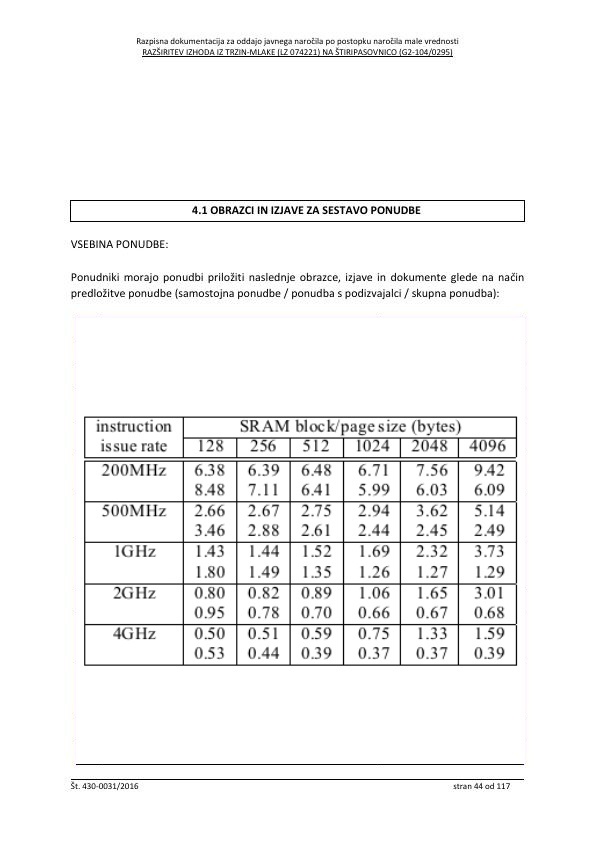 Razpisna dokumentacija za oddajo javnega naročila po postopku naročila male vrednosti
RAZŠIRITEV IZHODA IZ TRZIN-MLAKE (LZ 074221) NA ŠTIRIPASOVNICO (G2-104/0295)
4.1 OBRAZCI IN IZJAVE ZA SESTAVO PONUDBE
VSEBINA PONUDBE:
Ponudniki morajo ponudbi priložiti naslednje obrazce, izjave in dokumente glede na način
predložitve ponudbe (samostojna ponudbe / ponudba s podizvajalci / skupna ponudba):
instruction SRAM block/page size (bytes)
issue rate 128 256 512 1024 2048 4096
200MHz 6.38 6.39 6.48 6.71 7.56 9.42
8.48 7.11 6.41 5.99 6.03 6.09
500MHz 2.66 2.67 2.75 2.94 3.62 5.14
3.46 2.88 2.61 2.44 2.45 2.49
1GHz 1.43 1.44 1.52 1.69 2.32 3.73
1.80 1.49 1.35 1.26 1.27 1.29
2GHz 0.80 0.82 0.89 1.06 1.65 3.01
0.95 0.78 0.70 0.66 0.67 0.68
4GHz 0.50 0.51 0.59 0.75 1.33 1.59
0.53 0.44 0.39 0.37 0.37 0.39
Št. 430-0031/2016 stran 44 od 117